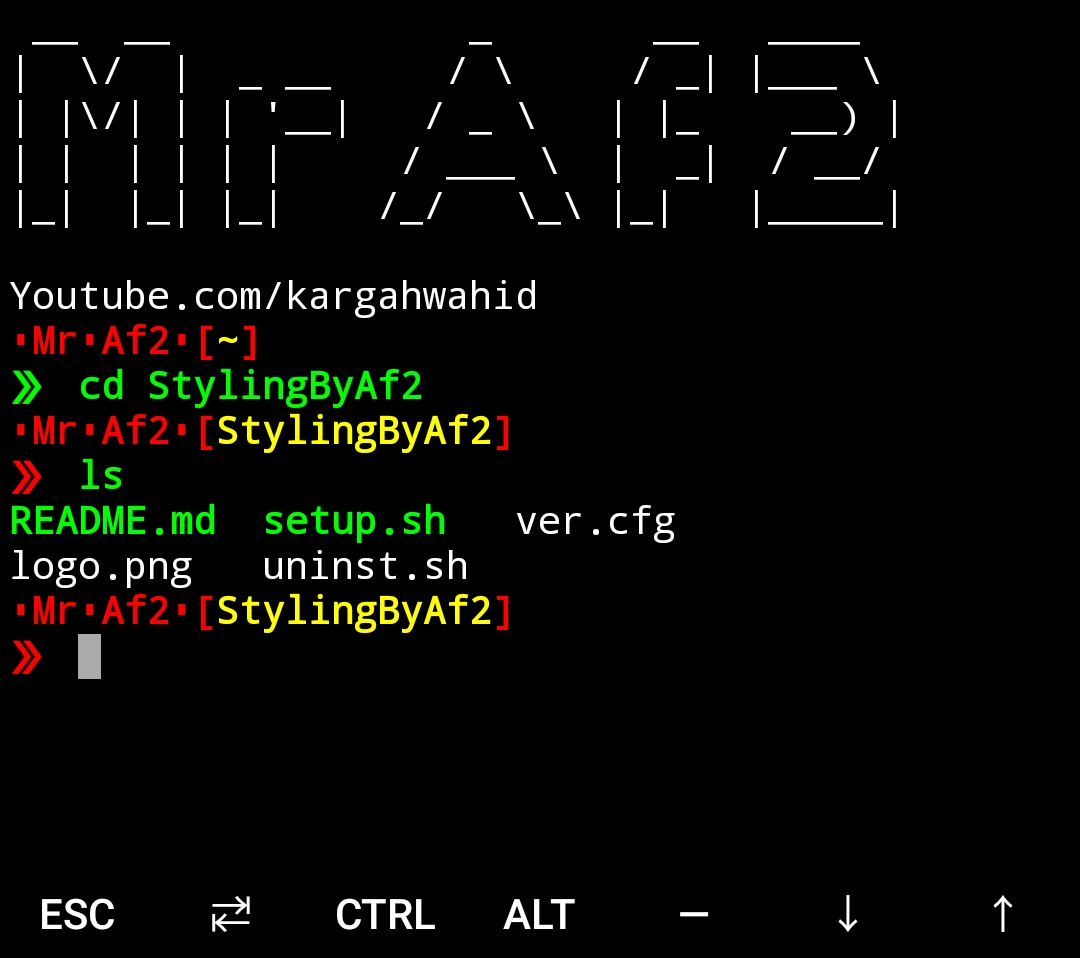 Mr Af2
Youtube.com/kargahwahid
·Mr·Af2·[~]
» cd StylingByAf2
·Mr·Af2·[StylingByAf2]
» ls
README.md setup.sh ver.cfg
logo.png uninst.sh
·Mr·Af2·[StylingByAf2]
»
ESC ⇄ CTRL ALT — ↓ ↑